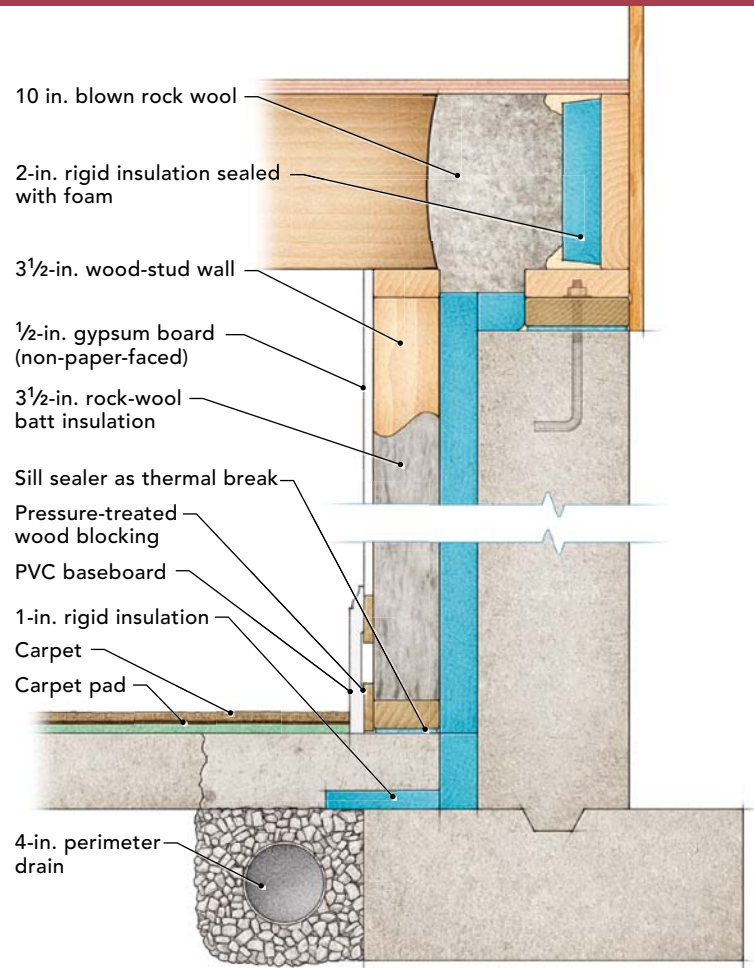 10 in. blown rock wool
2-in. rigid insulation sealed
with foam
3½-in. wood-stud wall
½-in. gypsum board
(non-paper-faced)
3½-in. rock-wool
batt insulation
Sill sealer as thermal break
Pressure-treated
wood blocking
PVC baseboard
1-in. rigid insulation
Carpet
Carpet pad
4-in. perimeter
drain